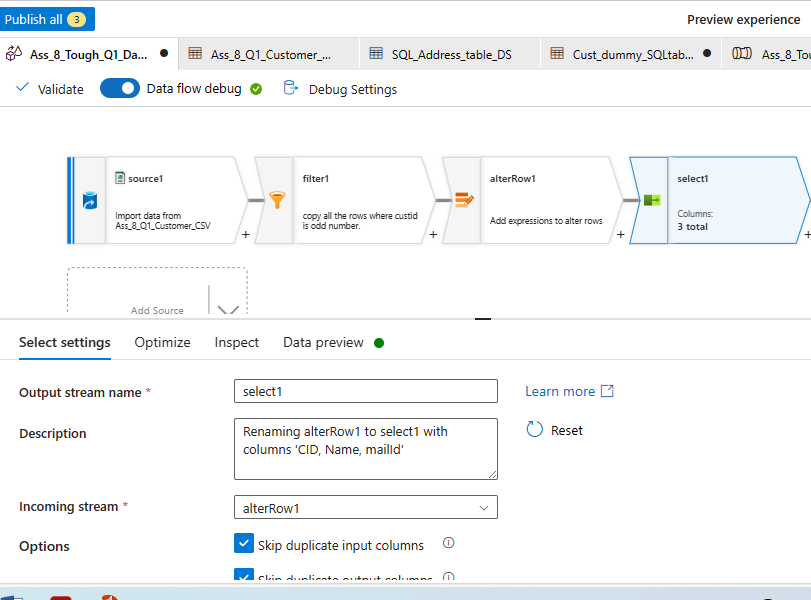 Publish all 3
Preview experience
Ass_8_Tough_Q1_Da...
Ass_8_Q1_Customer_...
SQL_Address_table_DS
Cust_dummy_SQLtab...
Ass_8_Tou
Validate
Data flow debug
Debug Settings
source1
Import data from
Ass_8_Q1_Customer_CSV
+
filter1
copy all the rows where custid
is odd number.
+
alterRow1
Add expressions to alter rows
+
select1
Columns:
3 total
+
Add Source
Select settings
Optimize
Inspect
Data preview
Output stream name *
select1
Learn more
Description
Renaming alterRow1 to select1 with
columns 'CID, Name, mailId'
Reset
Incoming stream *
alterRow1
Options
Skip duplicate input columns
Skip duplicate output columns